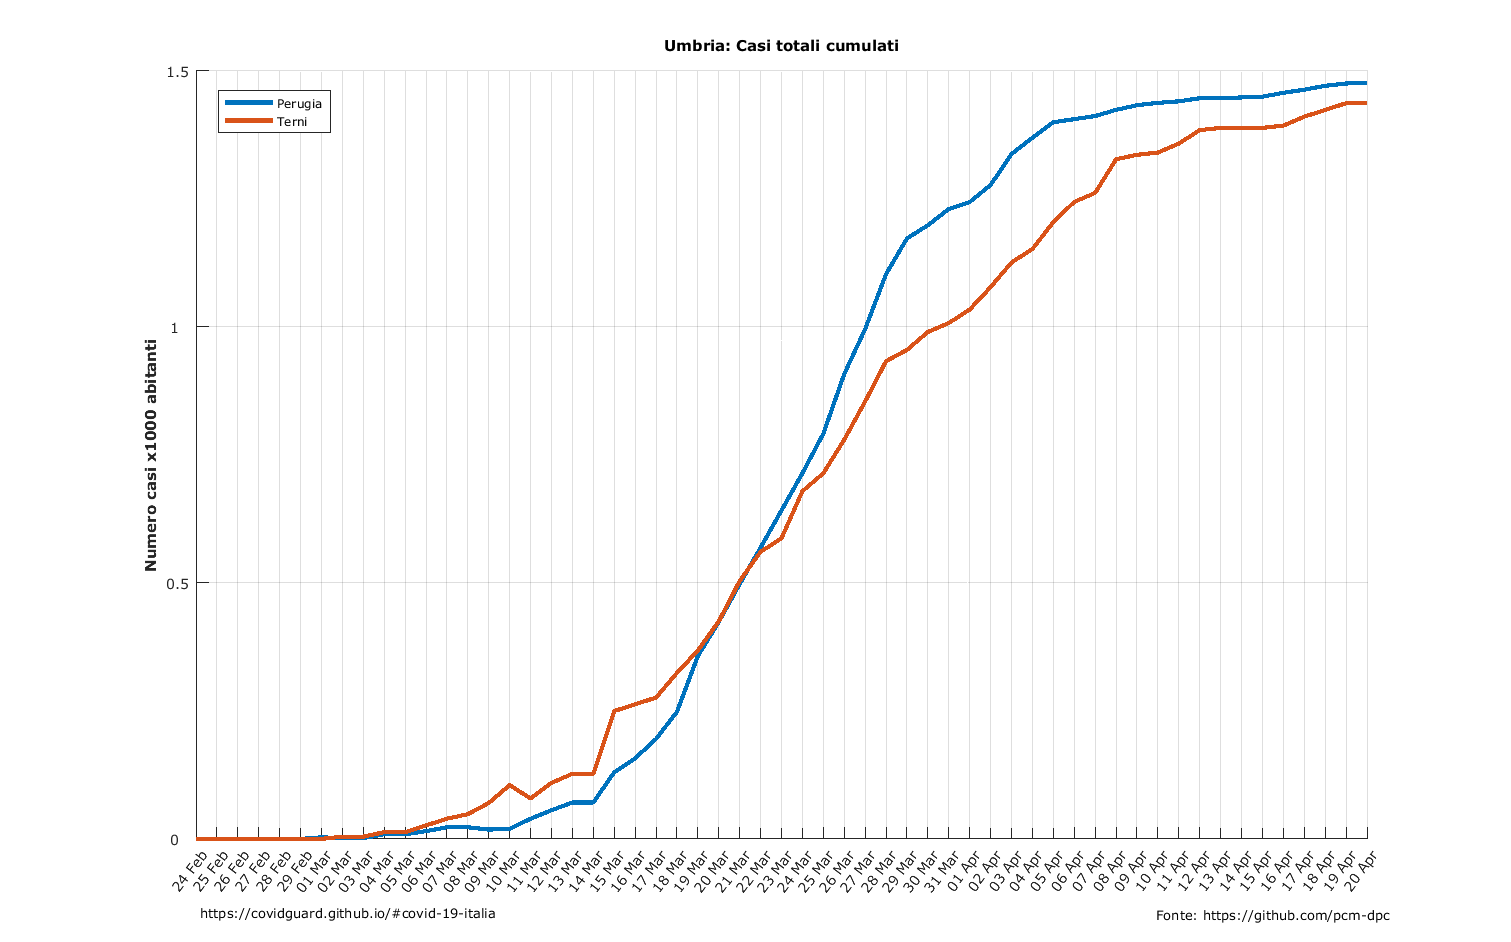 Umbria: Casi totali cumulati
1.5
Perugia
Terni
1
Numero casi x1000 abitanti
0.5
0
24 Feb
25 Feb
26 Feb
27 Feb
28 Feb
29 Feb
01 Mar
02 Mar
03 Mar
04 Mar
05 Mar
06 Mar
07 Mar
08 Mar
09 Mar
10 Mar
11 Mar
12 Mar
13 Mar
14 Mar
15 Mar
16 Mar
17 Mar
18 Mar
19 Mar
20 Mar
21 Mar
22 Mar
23 Mar
24 Mar
25 Mar
26 Mar
27 Mar
28 Mar
29 Mar
30 Mar
31 Mar
01 Apr
02 Apr
03 Apr
04 Apr
05 Apr
06 Apr
07 Apr
08 Apr
09 Apr
10 Apr
11 Apr
12 Apr
13 Apr
14 Apr
15 Apr
16 Apr
17 Apr
18 Apr
19 Apr
20 Apr
https://covidguard.github.io/#covid-19-italia
Fonte: https://github.com/pcm-dpc